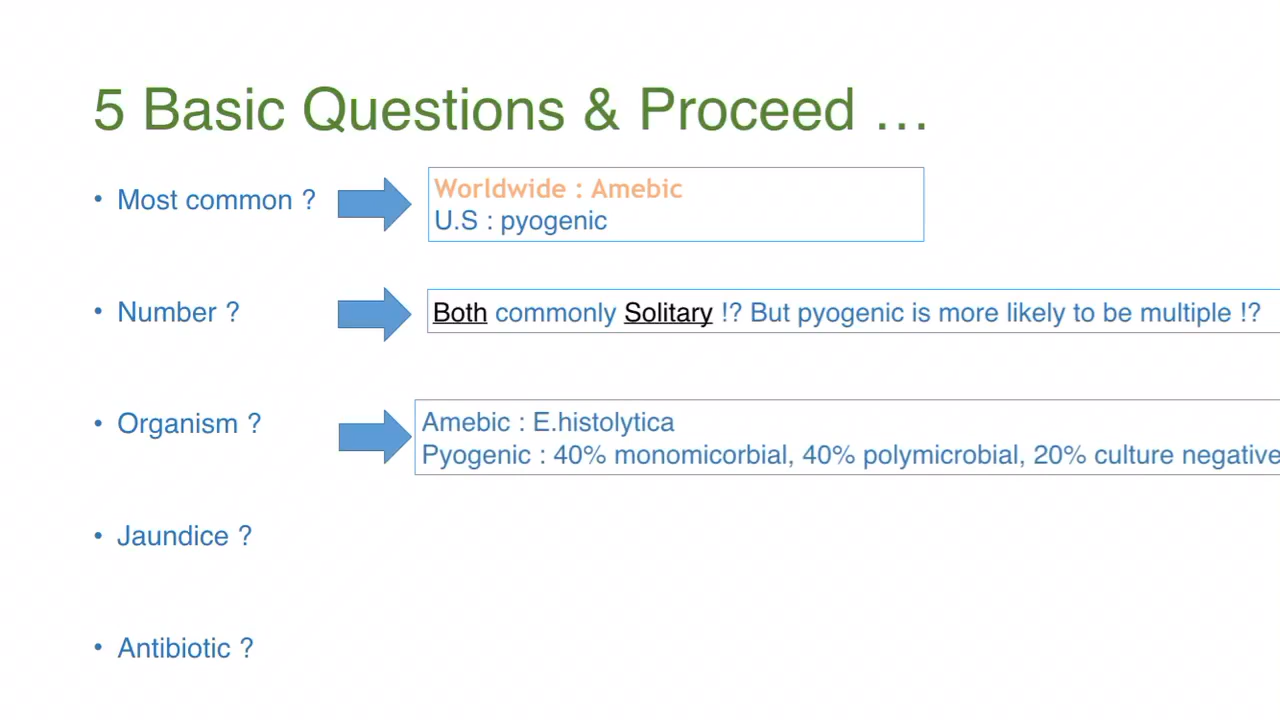 5 Basic Questions & Proceed …
• Most common ?
Worldwide : Amebic
U.S : pyogenic
• Number ?
Both commonly Solitary !? But pyogenic is more likely to be multiple !?
• Organism ?
Amebic : E.histolytica
Pyogenic : 40% monomicorbial, 40% polymicrobial, 20% culture negative
• Jaundice ?
• Antibiotic ?